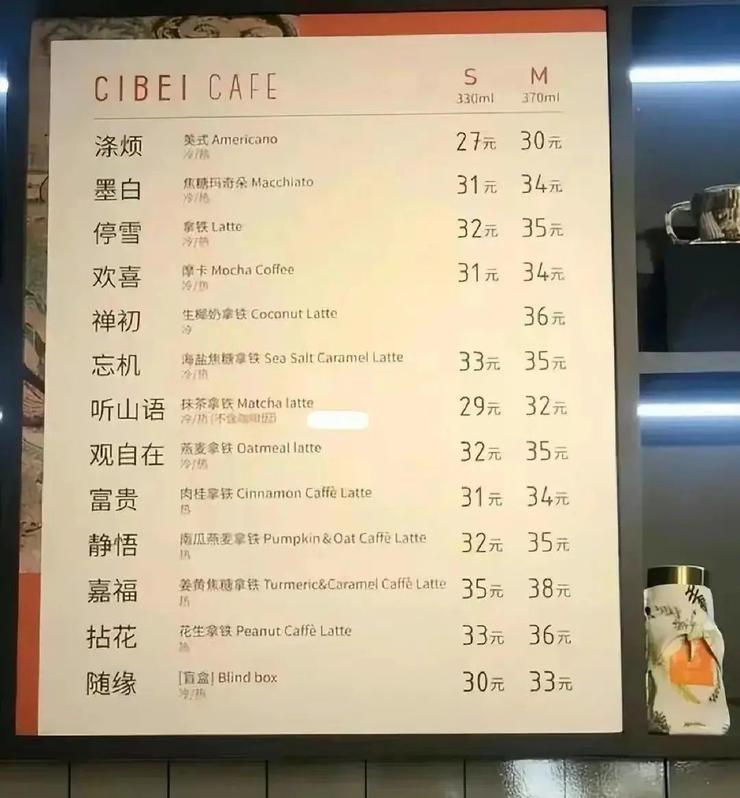 CIBEI CAFE S M
330ml 370ml
涤烦 美式 Americano 27元 30元
冷/热
墨白 焦糖玛奇朵 Macchiato 31元 34元
冷/热
停雪 拿铁 Latte 32元 35元
冷/热
欢喜 摩卡 Mocha Coffee 31元 34元
冷/热
禅初 生椰奶拿铁 Coconut Latte 36元
冷
忘机 海盐焦糖拿铁 Sea Salt Caramel Latte 33元 35元
冷/热
听山语 抹茶拿铁 Matcha latte 29元 32元
冷/热 (不含咖啡因)
观自在 燕麦拿铁 Oatmeal latte 32元 35元
冷/热
富贵 肉桂拿铁 Cinnamon Caffè Latte 31元 34元
热
静悟 南瓜燕麦拿铁 Pumpkin&Oat Caffè Latte 32元 35元
热
嘉福 姜黄焦糖拿铁 Turmeric&Caramel Caffè Latte 35元 38元
热
拈花 花生拿铁 Peanut Caffè Latte 33元 36元
热
随缘 [盲盒] Blind box 30元 33元
冷/热